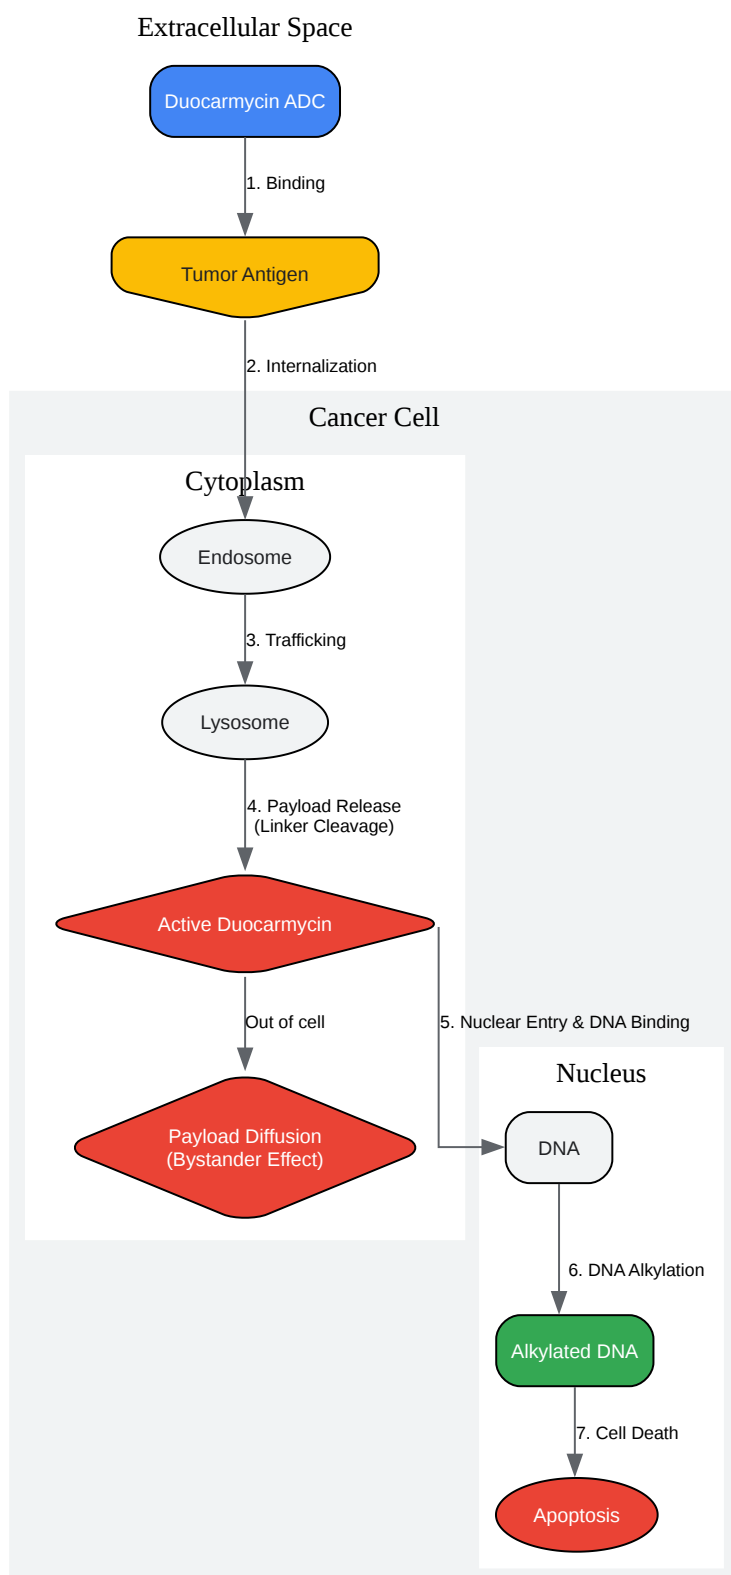 Extracellular Space
Duocarmycin ADC
1. Binding
Tumor Antigen
2. Internalization
Cancer Cell
Cytoplasm
Endosome
3. Trafficking
Lysosome
4. Payload Release
(Linker Cleavage)
Active Duocarmycin
Out of cell
5. Nuclear Entry & DNA Binding
Payload Diffusion
(Bystander Effect)
Nucleus
DNA
6. DNA Alkylation
Alkylated DNA
7. Cell Death
Apoptosis